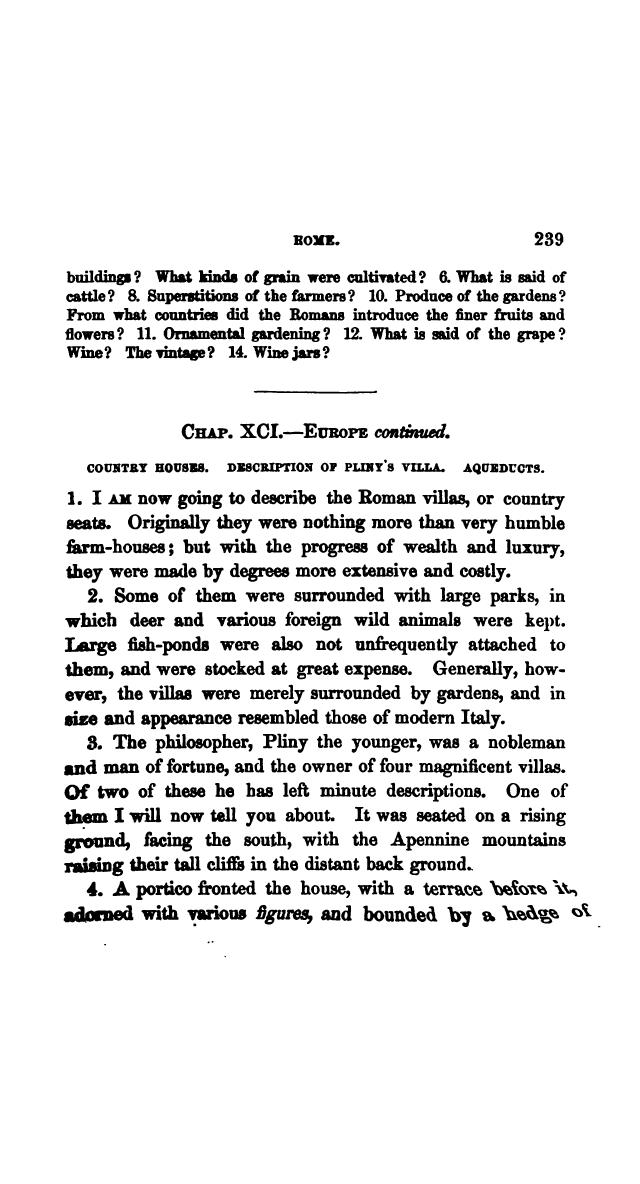 ROME. 239
buildings? What kinds of grain were cultivated? 6. What is said of
cattle? 8. Superstitions of the farmers? 10. Produce of the gardens?
From what countries did the Romans introduce the finer fruits and
flowers? 11. Ornamental gardening? 12. What is said of the grape?
Wine? The vintage? 14. Wine jars?
CHAP. XCI.—EUROPE continued.
COUNTRY HOUSES. DESCRIPTION OF PLINY'S VILLA. AQUEDUCTS.
1. I AM now going to describe the Roman villas, or country
seats. Originally they were nothing more than very humble
farm-houses; but with the progress of wealth and luxury,
they were made by degrees more extensive and costly.
2. Some of them were surrounded with large parks, in
which deer and various foreign wild animals were kept.
Large fish-ponds were also not unfrequently attached to
them, and were stocked at great expense. Generally, how-
ever, the villas were merely surrounded by gardens, and in
size and appearance resembled those of modern Italy.
3. The philosopher, Pliny the younger, was a nobleman
and man of fortune, and the owner of four magnificent villas.
Of two of these he has left minute descriptions. One of
them I will now tell you about. It was seated on a rising
ground, facing the south, with the Apennine mountains
raising their tall cliffs in the distant back ground.
4. A portico fronted the house, with a terrace before it,
adorned with various figures, and bounded by a hedge of